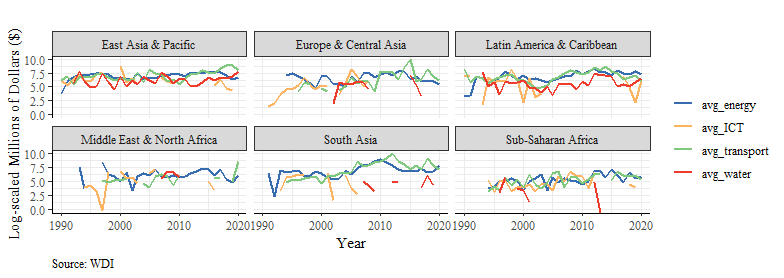 East Asia & Pacific
Europe & Central Asia
Latin America & Caribbean
10.0
7.5
5.0
2.5
0.0
Middle East & North Africa
South Asia
Sub-Saharan Africa
10.0
7.5
5.0
2.5
0.0
1990 2000 2010 2020 1990 2000 2010 2020 1990 2000 2010 2020
Log-scaled Millions of Dollars ($)
Year
avg_energy
avg_ICT
avg_transport
avg_water
Source: WDI